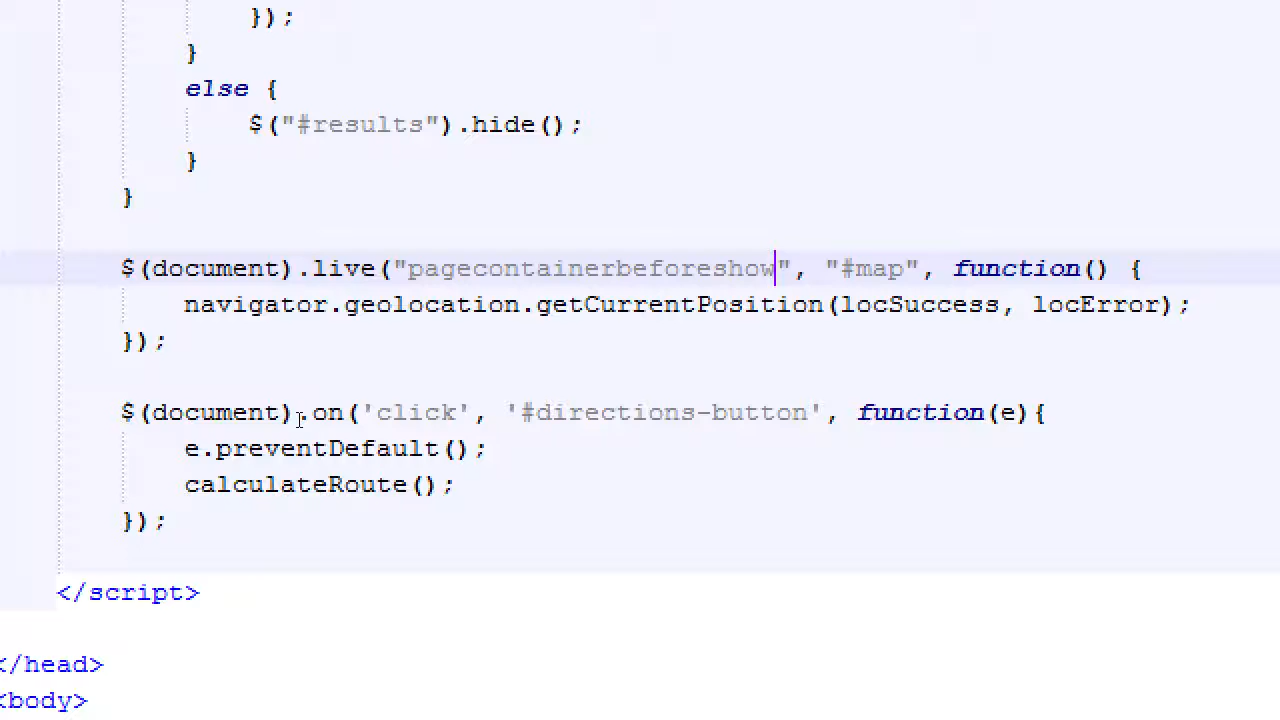 });
}
else {
$("#results").hide();
}
}
$(document).live("pagecontainerbeforeshow", "#map", function() {
navigator.geolocation.getCurrentPosition(locSuccess, locError);
});
$(document).on('click', '#directions-button', function(e){
e.preventDefault();
calculateRoute();
});
</script>
</head>
<body>